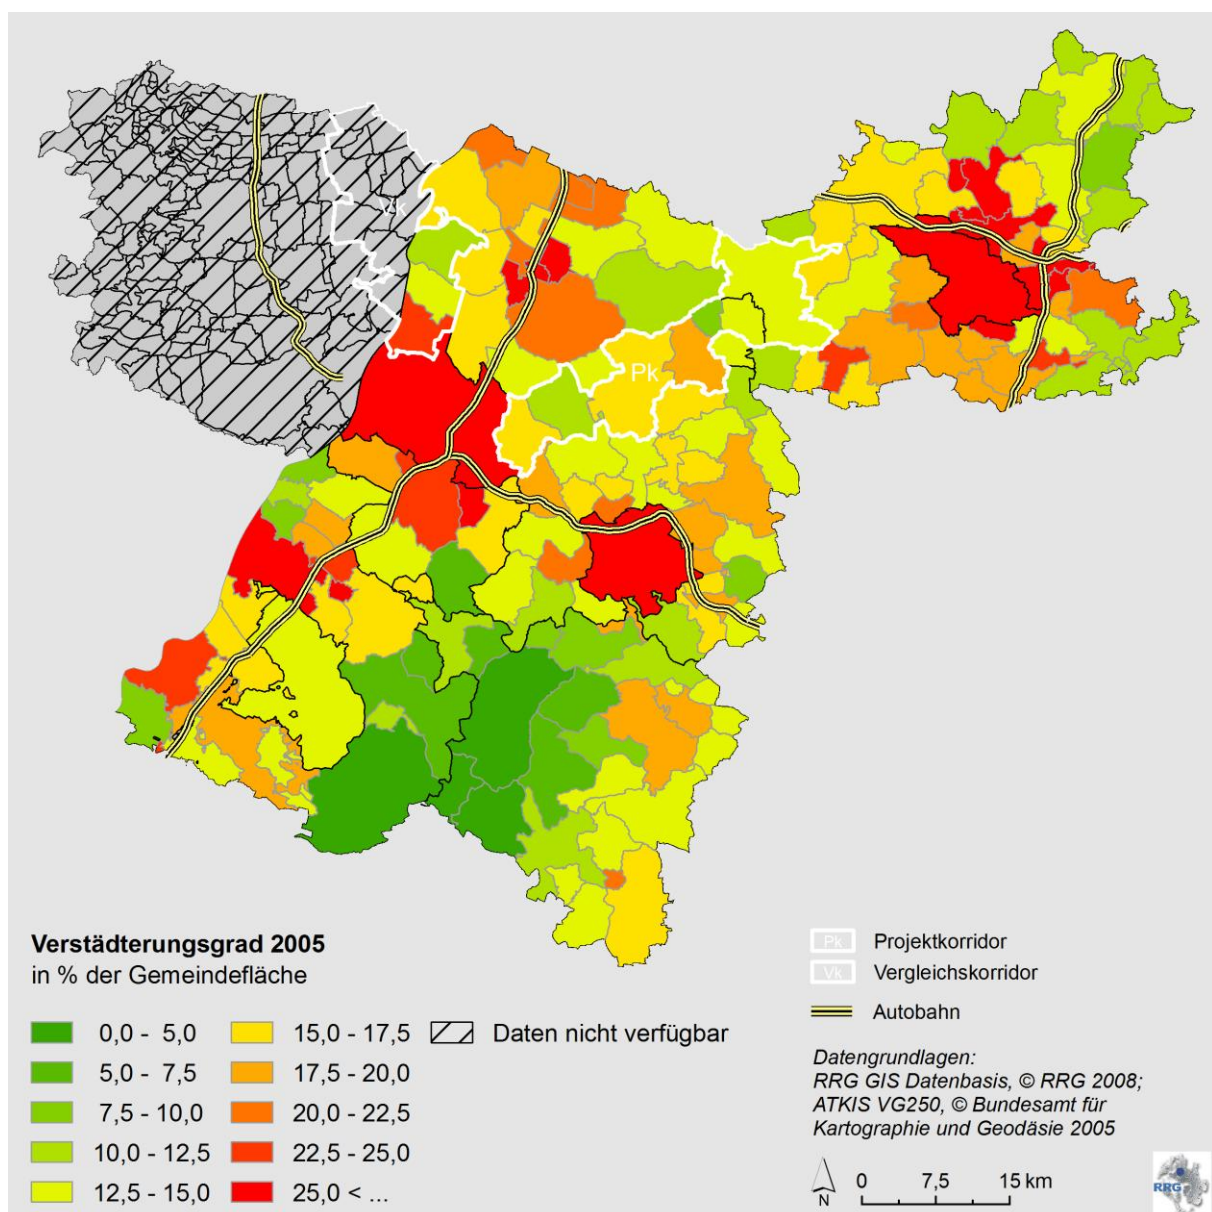 Vk
Pk
Verstädterungsgrad 2005
in % der Gemeindefläche
0,0 - 5,0
5,0 - 7,5
7,5 - 10,0
10,0 - 12,5
12,5 - 15,0
15,0 - 17,5
17,5 - 20,0
20,0 - 22,5
22,5 - 25,0
25,0 < ...
Daten nicht verfügbar
Pk Projektkorridor
Vk Vergleichskorridor
Autobahn
Datengrundlagen:
RRG GIS Datenbasis, © RRG 2008;
ATKIS VG250, © Bundesamt für
Kartographie und Geodäsie 2005
N
0 7,5 15 km
RRG